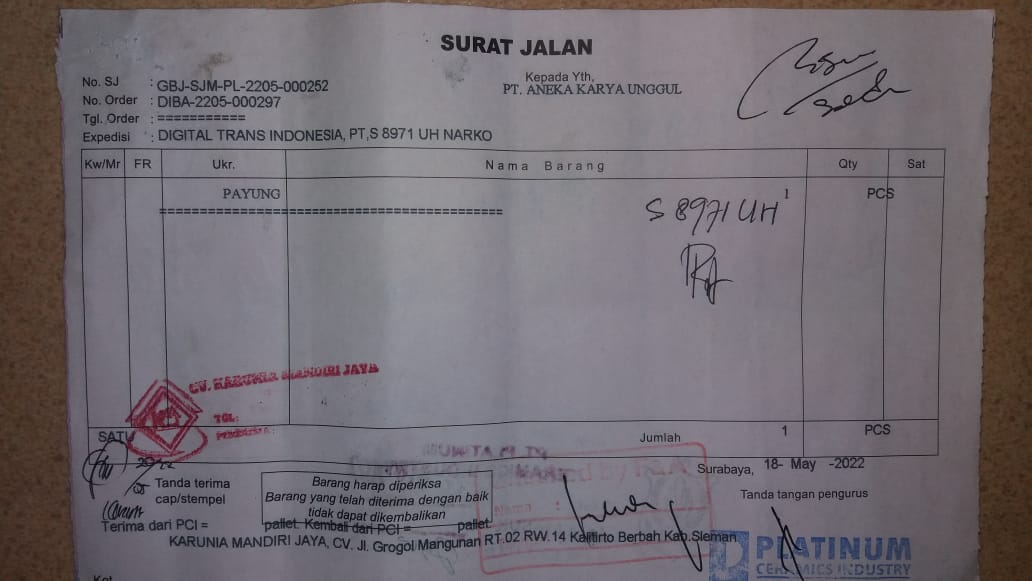 SURAT JALAN
No. SJ : GBJ-SJM-PL-2205-000252
No. Order : DIBA-2205-000297
Tgl. Order : ===========
Expedisi : DIGITAL TRANS INDONESIA, PT,S 8971 UH NARKO
Kepada Yth,
PT. ANEKA KARYA UNGGUL
Kw/Mr FR Ukr. Nama Barang Qty Sat
PAYUNG 1 PCS
===========================================
S 8971 UH
CV. KARUNIA MANDIRI JAYA
TGL:
SATU Jumlah 1 PCS
Surabaya, 18- May -2022
Tanda terima
cap/stempel
Barang harap diperiksa
Barang yang telah diterima dengan baik
tidak dapat dikembalikan
Tanda tangan pengurus
Terima dari PCI = pallet. Kembali dari PCI = pallet.
KARUNIA MANDIRI JAYA, CV. Jl. Grogol Mangunan RT.02 RW.14 Kalitirto Berbah Kab.Sleman
PLATINUM
CERAMICS INDUSTRY
Ket